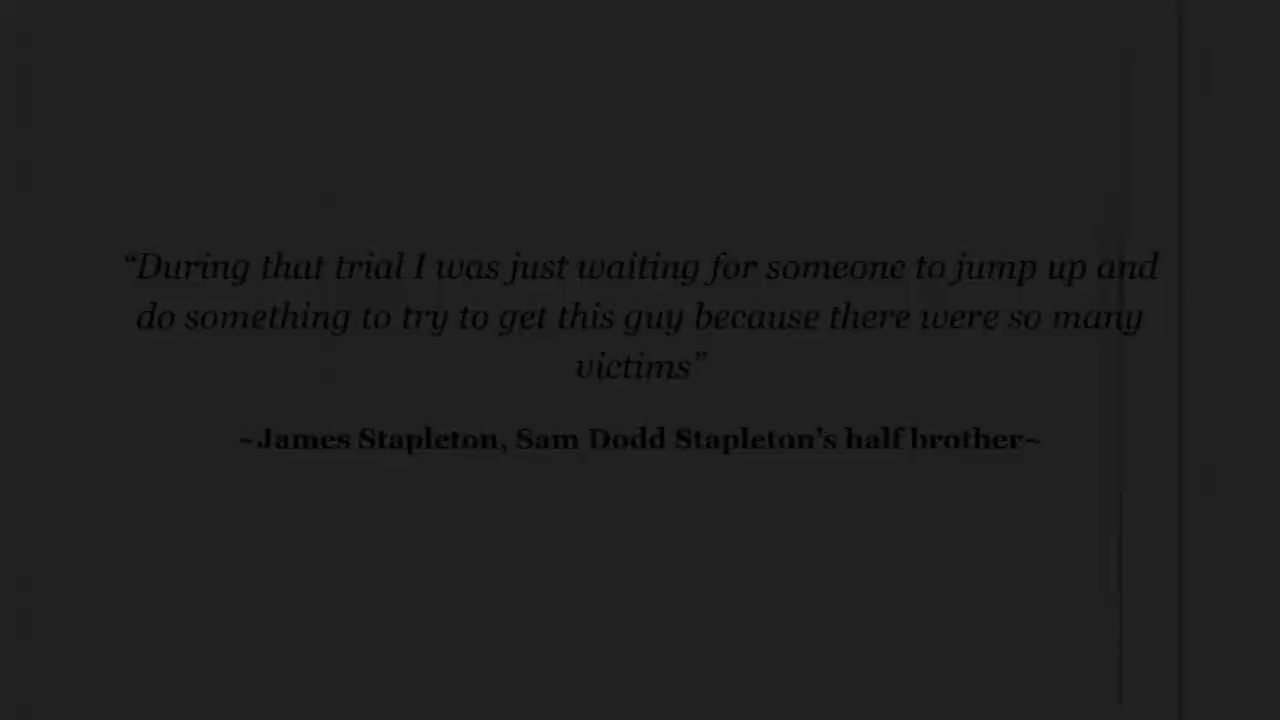 “During that trial I was just waiting for someone to jump up and
do something to try to get this guy because there were so many
victims”
~James Stapleton, Sam Dodd Stapleton’s half brother~